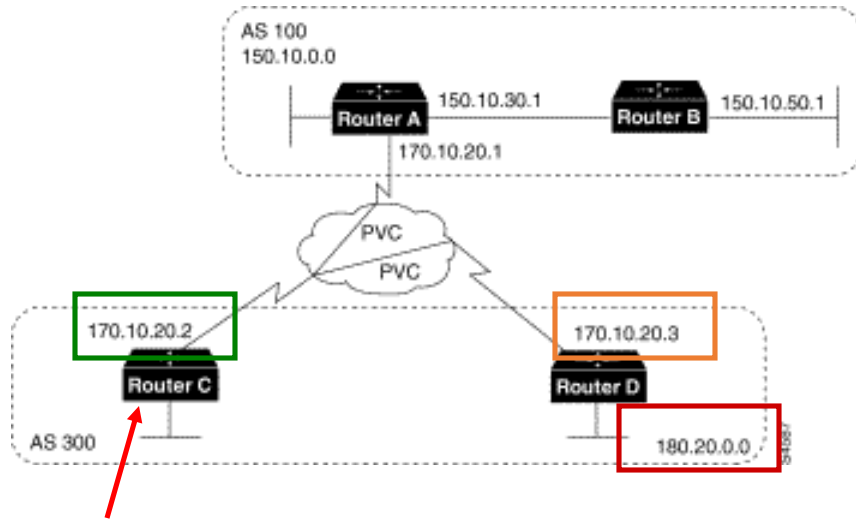 AS 100
150.10.0.0
150.10.30.1
150.10.50.1
Router A
Router B
170.10.20.1
PVC
PVC
170.10.20.2
170.10.20.3
Router C
Router D
AS 300
180.20.0.0